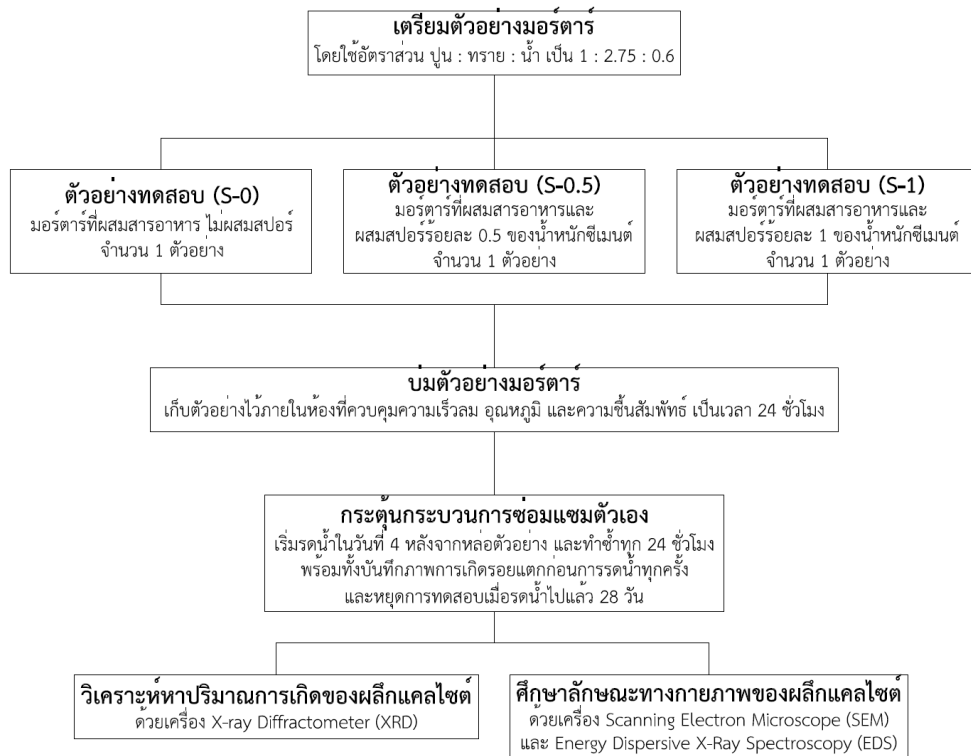 เตรียมตัวอย่างมอร์ตาร์
โดยใช้อัตราส่วน ปูน : ทราย : น้ำ เป็น 1 : 2.75 : 0.6
ตัวอย่างทดสอบ (S-0)
มอร์ตาร์ที่ผสมสารอาหาร ไม่ผสมสปอร์
จำนวน 1 ตัวอย่าง
ตัวอย่างทดสอบ (S-0.5)
มอร์ตาร์ที่ผสมสารอาหารและ
ผสมสปอร์ร้อยละ 0.5 ของน้ำหนักซีเมนต์
จำนวน 1 ตัวอย่าง
ตัวอย่างทดสอบ (S-1)
มอร์ตาร์ที่ผสมสารอาหารและ
ผสมสปอร์ร้อยละ 1 ของน้ำหนักซีเมนต์
จำนวน 1 ตัวอย่าง
บ่มตัวอย่างมอร์ตาร์
เก็บตัวอย่างไว้ภายในห้องที่ควบคุมความเร็วลม อุณหภูมิ และความชื้นสัมพัทธ์ เป็นเวลา 24 ชั่วโมง
กระตุ้นกระบวนการซ่อมแซมตัวเอง
เริ่มรดน้ำในวันที่ 4 หลังจากหล่อตัวอย่าง และทำซ้ำทุก 24 ชั่วโมง
พร้อมทั้งบันทึกภาพการเกิดรอยแตกก่อนการรดน้ำทุกครั้ง
และหยุดการทดสอบเมื่อรดน้ำไปแล้ว 28 วัน
วิเคราะห์หาปริมาณการเกิดของผลึกแคลไซต์
ด้วยเครื่อง X-ray Diffractometer (XRD)
ศึกษาลักษณะทางกายภาพของผลึกแคลไซต์
ด้วยเครื่อง Scanning Electron Microscope (SEM)
และ Energy Dispersive X-Ray Spectroscopy (EDS)